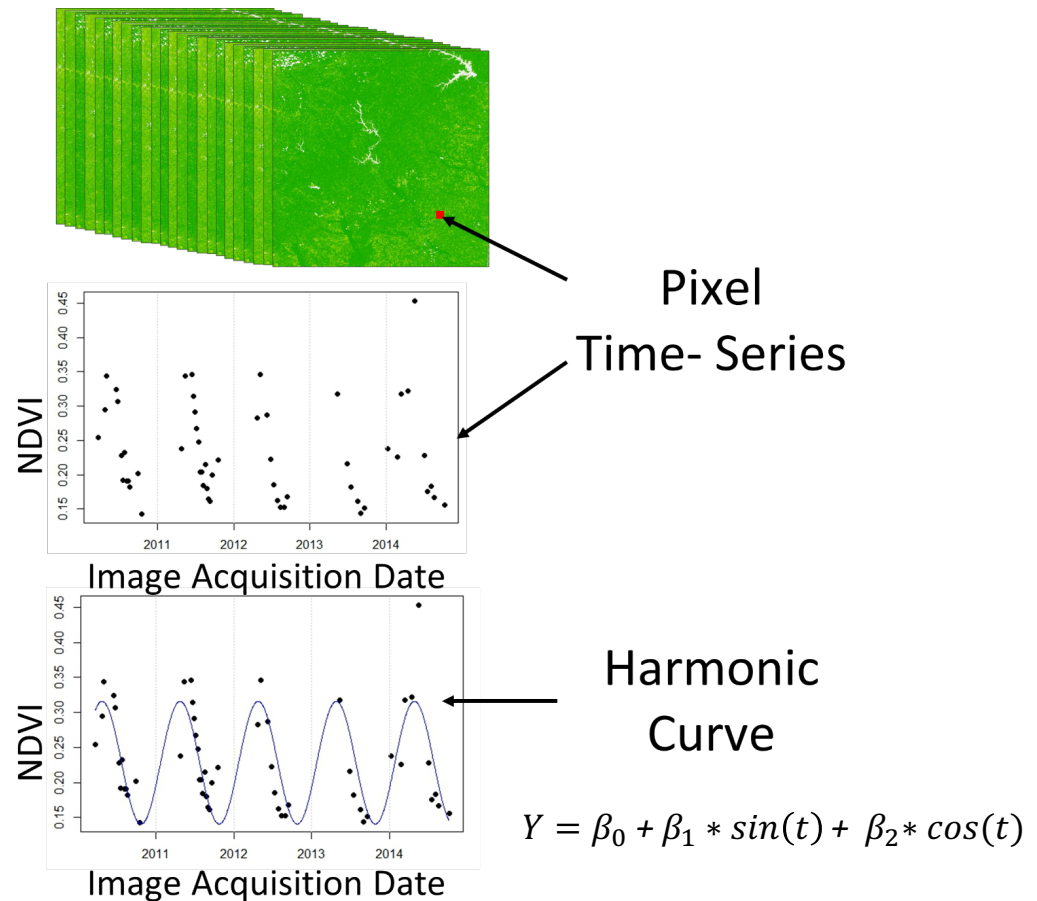 Pixel
Time- Series
0.45
0.40
0.35
0.30
0.25
0.20
0.15
NDVI
2011 2012 2013 2014
Image Acquisition Date
0.45
0.40
0.35
0.30
0.25
0.20
0.15
NDVI
2011 2012 2013 2014
Image Acquisition Date
Harmonic
Curve
Y = β₀ + β₁ * sin(t) + β₂* cos(t)